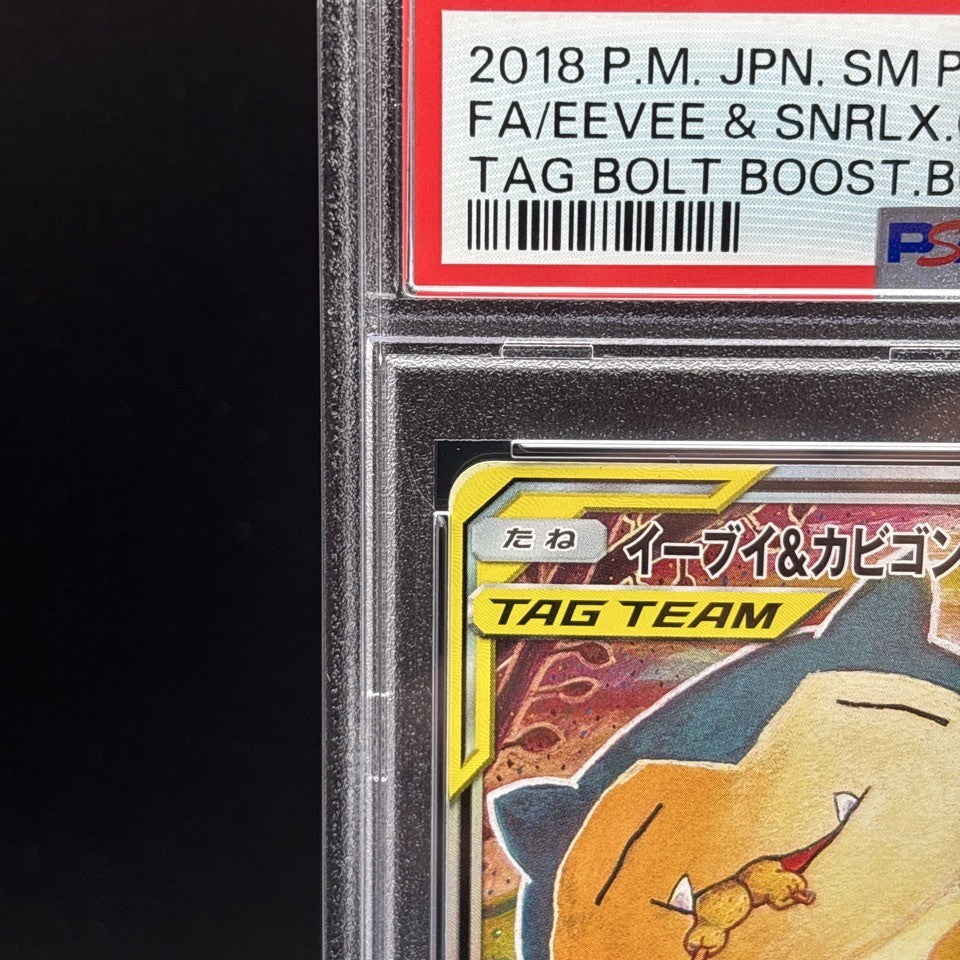 2018 P.M. JPN. SM P
FA/EEVEE & SNRLX.
TAG BOLT BOOST.B
PSA
たね イーブイ&カビゴン
TAG TEAM